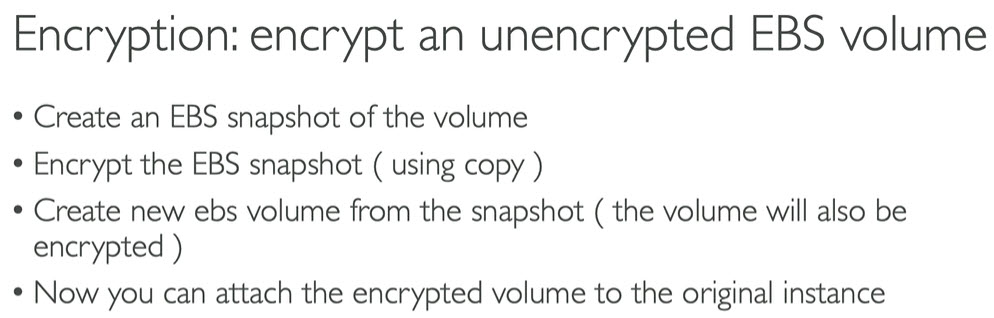 Encryption: encrypt an unencrypted EBS volume
• Create an EBS snapshot of the volume
• Encrypt the EBS snapshot ( using copy )
• Create new ebs volume from the snapshot ( the volume will also be
encrypted )
• Now you can attach the encrypted volume to the original instance